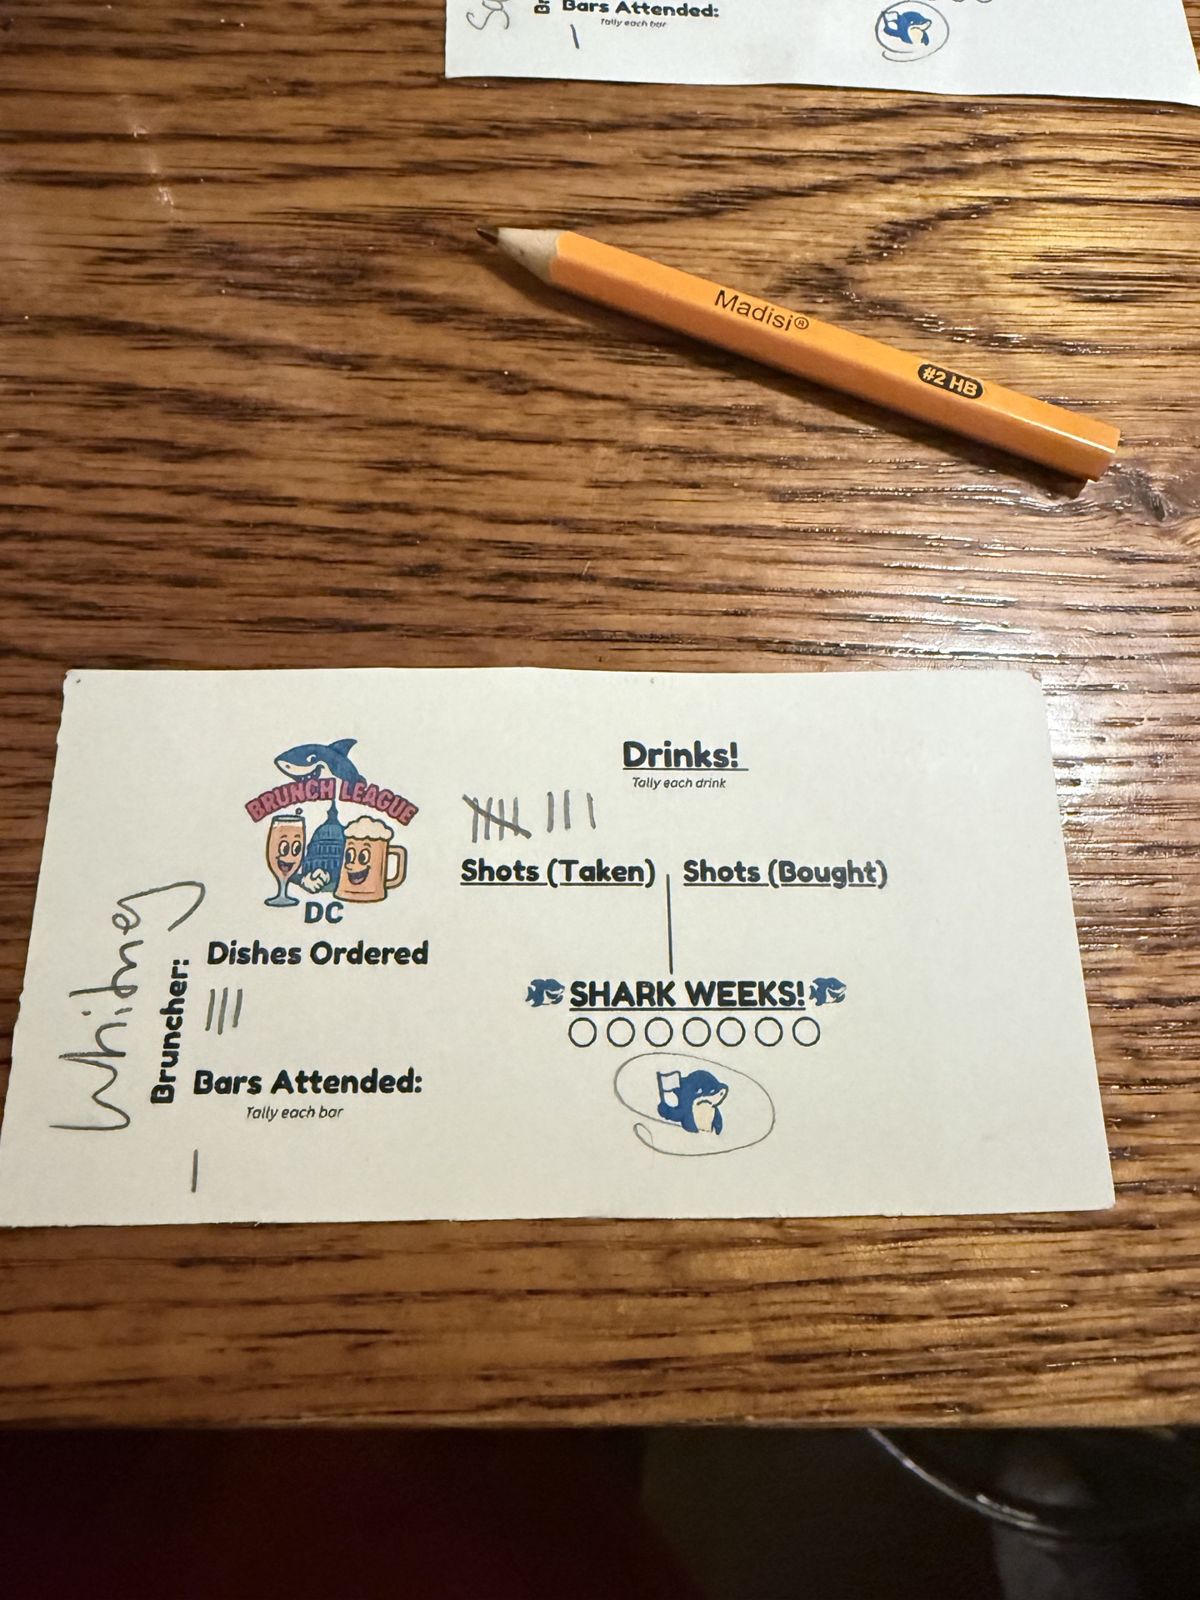 Bars Attended:
Tally each bar
Madisi®
#2 HB
BRUNCH LEAGUE
DC
Drinks!
Tally each drink
Shots (Taken)
Shots (Bought)
Whitney
Bruncher:
Dishes Ordered
SHARK WEEKS!
Bars Attended:
Tally each bar